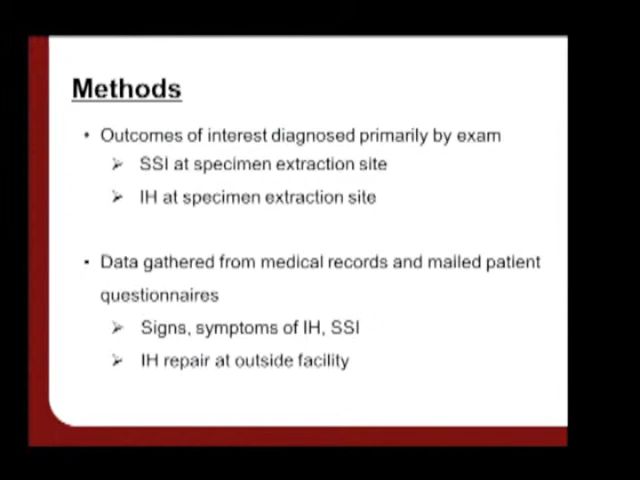 Methods
• Outcomes of interest diagnosed primarily by exam
➢ SSI at specimen extraction site
➢ IH at specimen extraction site
• Data gathered from medical records and mailed patient
questionnaires
➢ Signs, symptoms of IH, SSI
➢ IH repair at outside facility